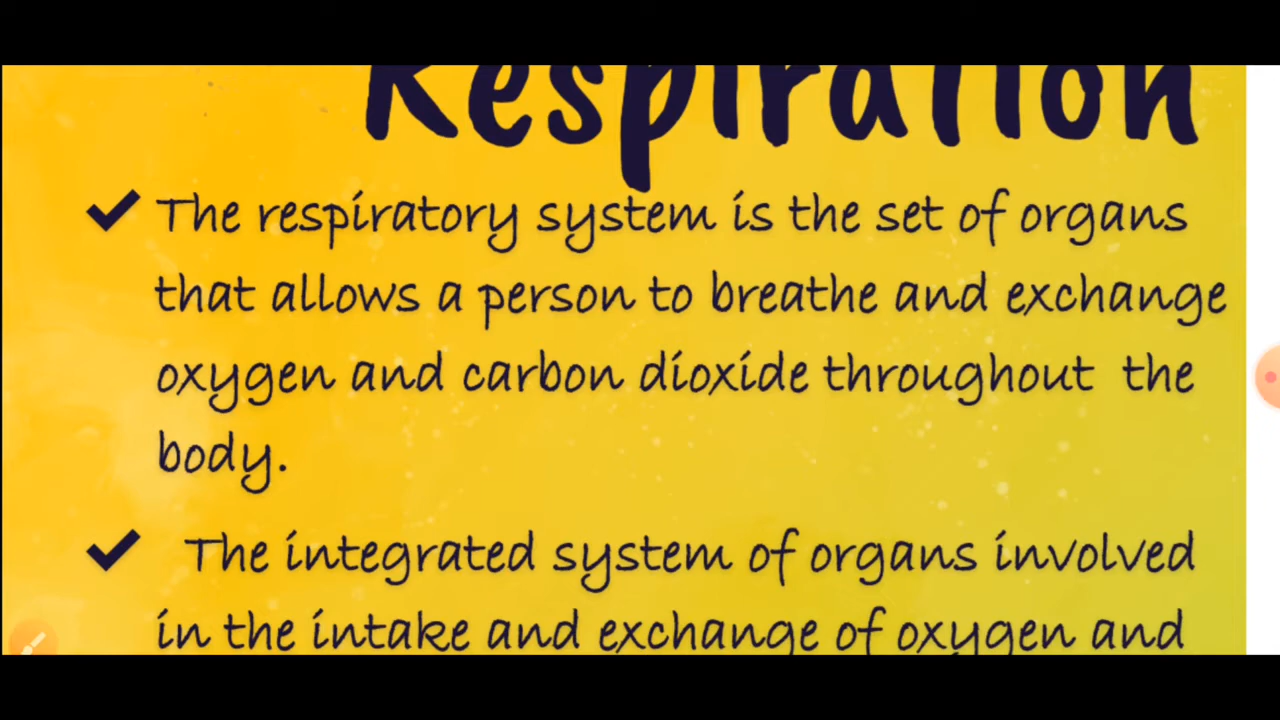 Respiration
✔ The respiratory system is the set of organs
that allows a person to breathe and exchange
oxygen and carbon dioxide throughout the
body.
✔ The integrated system of organs involved
in the intake and exchange of oxygen and